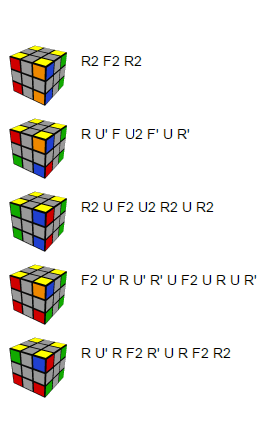 R2 F2 R2
R U' F U2 F' U R'
R2 U F2 U2 R2 U R2
F2 U' R U' R' U F2 U R U R'
R U' R F2 R' U R F2 R2